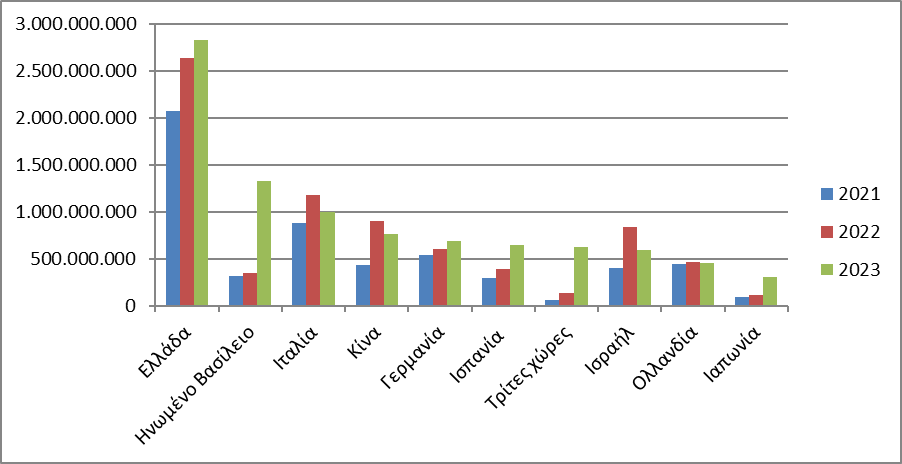 3.000.000.000
2.500.000.000
2.000.000.000
1.500.000.000
1.000.000.000
500.000.000
0
Ελλάδα
Ηνωμένο Βασίλειο
Ιταλία
Κίνα
Γερμανία
Ισπανία
Τρίτες χώρες
Ισραήλ
Ολλανδία
Ιαπωνία
2021
2022
2023